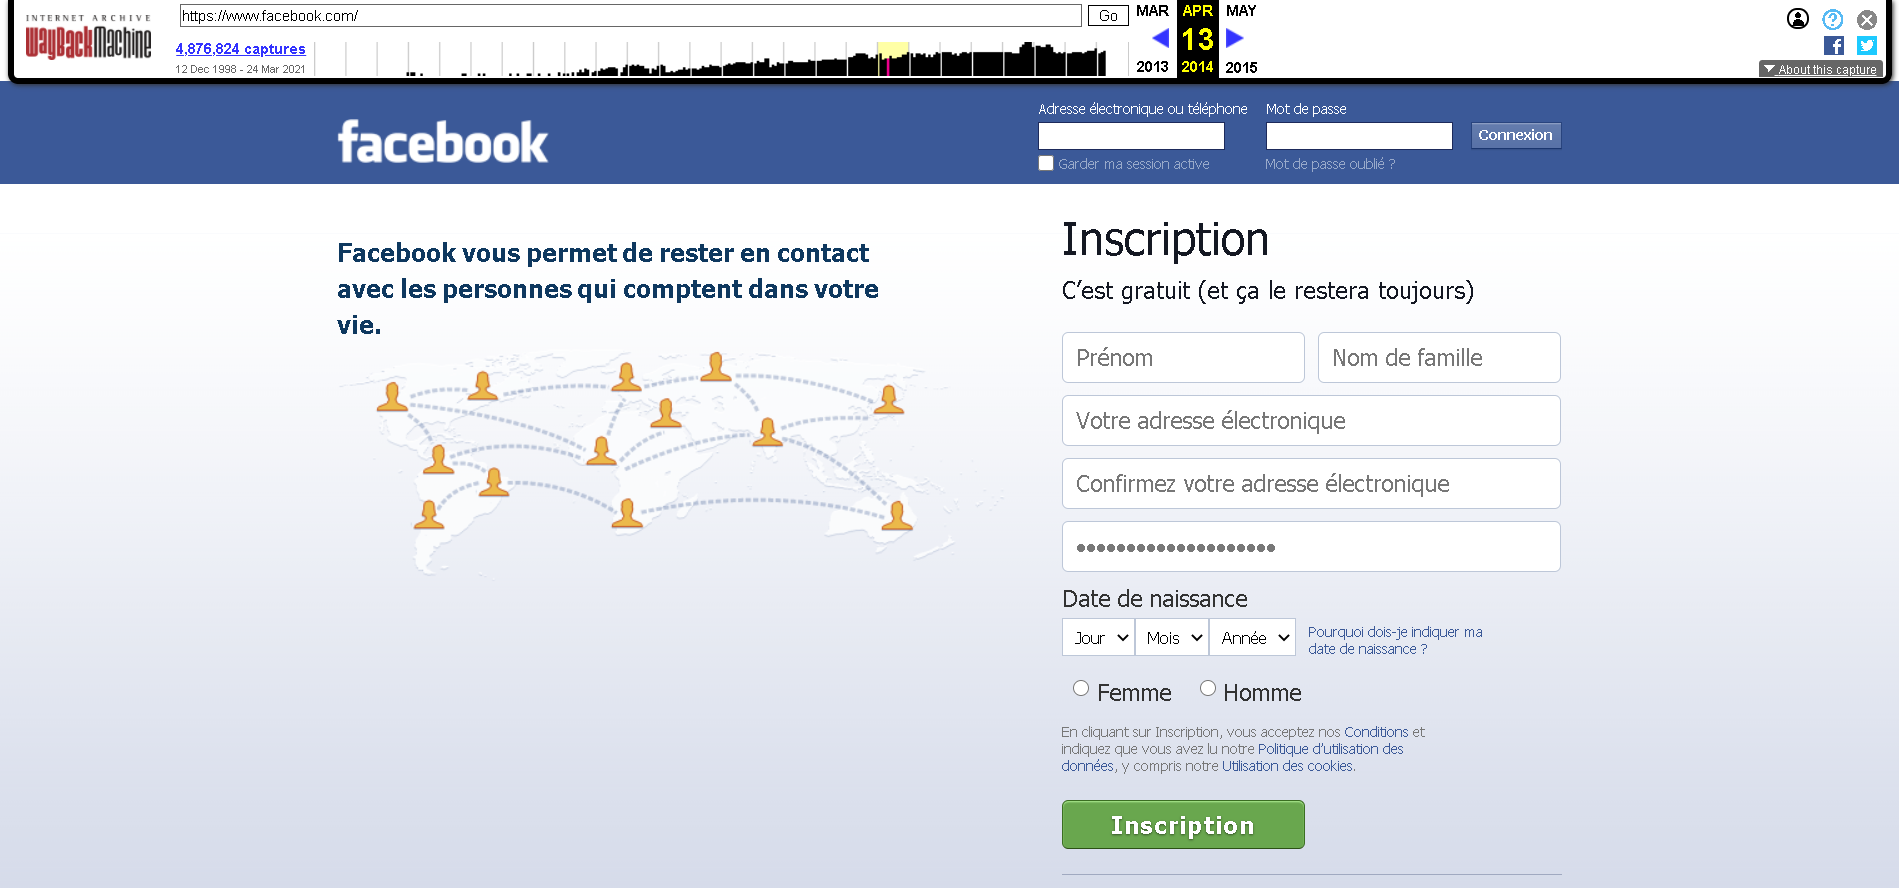 INTERNET ARCHIVE
WayBackMachine
https://www.facebook.com/
Go
4,876,824 captures
12 Dec 1998 - 24 Mar 2021
MAR APR MAY
13
2013 2014 2015
About this capture
facebook
Adresse électronique ou téléphone
Mot de passe
Connexion
Garder ma session active
Mot de passe oublié ?
Facebook vous permet de rester en contact
avec les personnes qui comptent dans votre
vie.
Inscription
C’est gratuit (et ça le restera toujours)
Prénom
Nom de famille
Votre adresse électronique
Confirmez votre adresse électronique
Date de naissance
Jour Mois Année
Pourquoi dois-je indiquer ma
date de naissance ?
Femme Homme
En cliquant sur Inscription, vous acceptez nos Conditions et
indiquez que vous avez lu notre Politique d’utilisation des
données, y compris notre Utilisation des cookies.
Inscription